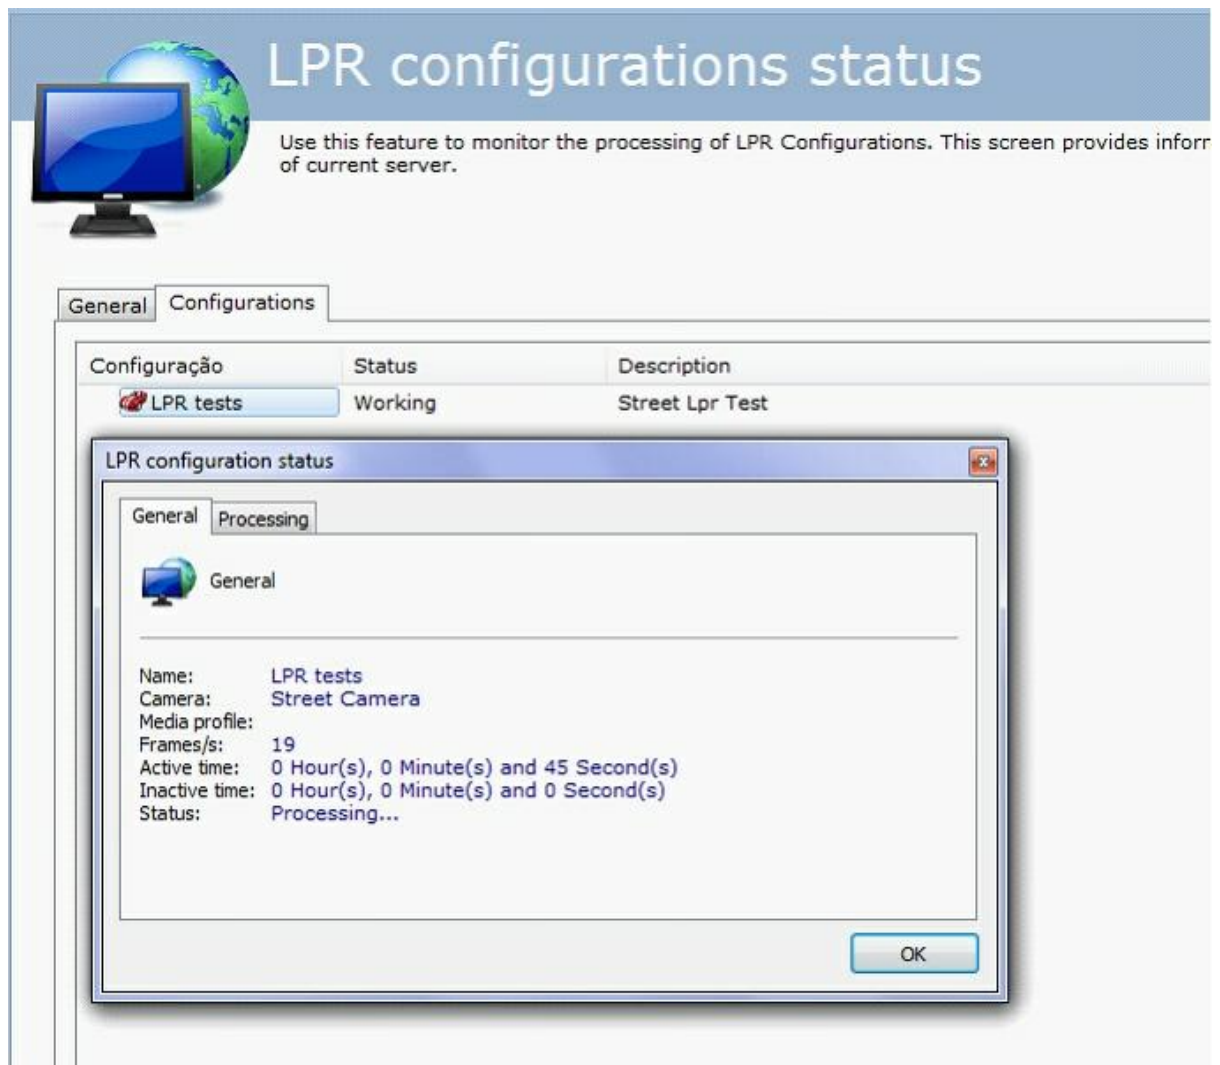 LPR configurations status
Use this feature to monitor the processing of LPR Configurations. This screen provides
of current server.
General Configurations
Configuração Status Description
LPR tests Working Street Lpr Test
LPR configuration status
General Processing
General
Name: LPR tests
Camera: Street Camera
Media profile:
Frames/s: 19
Active time: 0 Hour(s), 0 Minute(s) and 45 Second(s)
Inactive time: 0 Hour(s), 0 Minute(s) and 0 Second(s)
Status: Processing...
OK